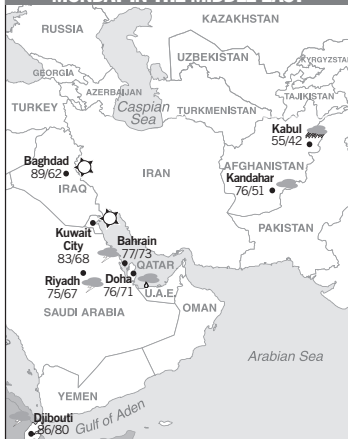 MONDAY IN THE MIDDLE EAST
RUSSIA
KAZAKHSTAN
UZBEKISTAN
KYRGYZSTAN
GEORGIA
AZERBAIJAN
TAJIKISTAN
TURKEY
Caspian
Sea
TURKMENISTAN
Kabul
55/42
Baghdad
89/62
IRAQ
IRAN
AFGHANISTAN
Kandahar
76/51
PAKISTAN
Kuwait
City
83/68
Bahrain
77/73
QATAR
Riyadh
75/67
Doha
76/71
U.A.E.
OMAN
SAUDI ARABIA
Arabian Sea
YEMEN
Djibouti
86/80
Gulf of Aden